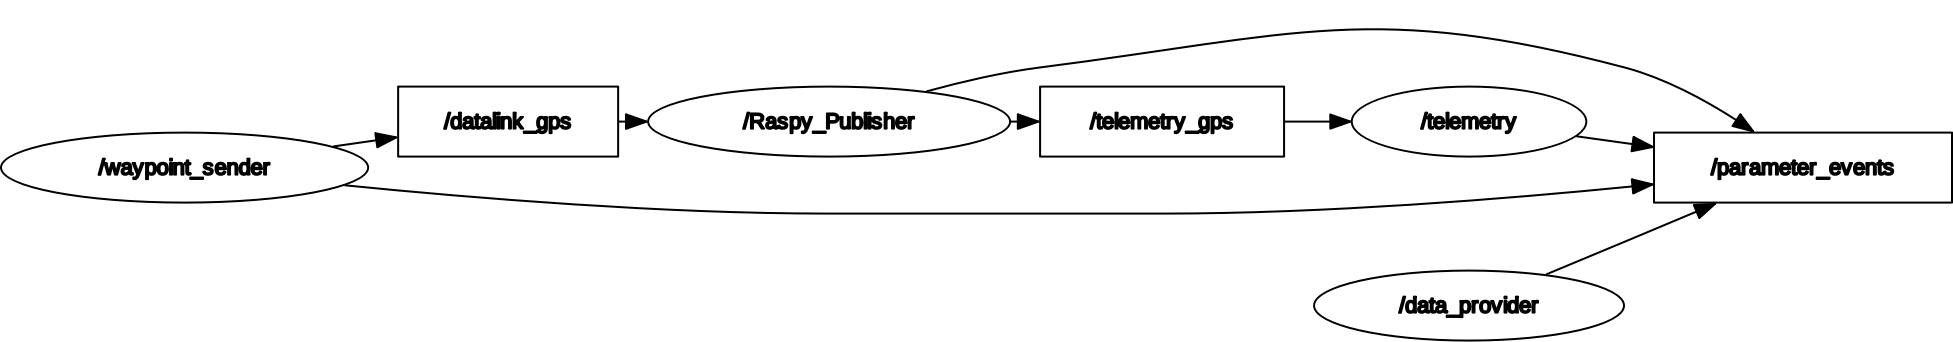 /datalink_gps
/Raspy_Publisher
/telemetry_gps
/telemetry
/waypoint_sender
/parameter_events
/data_provider